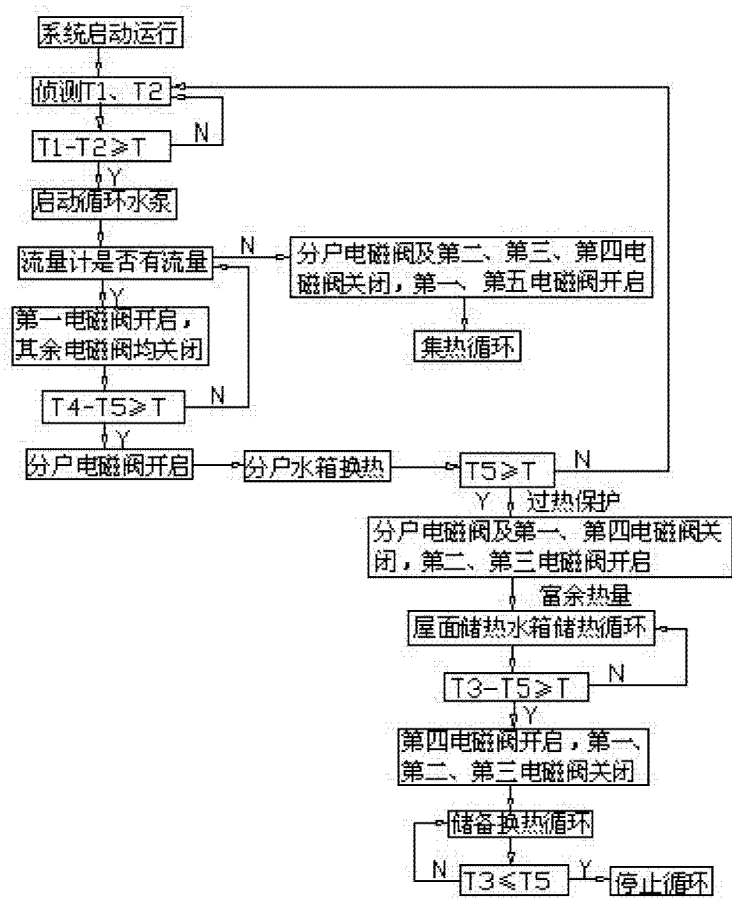 系统启动运行
侦测T1、T2
N
T1-T2≥T
Y
启动循环水泵
流量计是否有流量
N
分户电磁阀及第二、第三、第四电
磁阀关闭，第一、第五电磁阀开启
集热循环
Y
第一电磁阀开启，
其余电磁阀均关闭
T4-T5≥T
N
Y
分户电磁阀开启
分户水箱换热
T5≥T
N
Y
过热保护
分户电磁阀及第一、第四电磁阀关
闭，第二、第三电磁阀开启
富余热量
屋面储热水箱储热循环
T3-T5≥T
N
Y
第四电磁阀开启，第一、
第二、第三电磁阀关闭
储备换热循环
N
T3≤T5
Y
停止循环